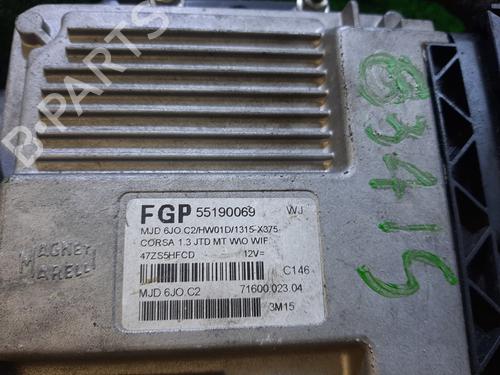 B-PARTS
G3415
FGP 55190069 WJ
MJD 6JO.C2/HW01D/1315-X375
CORSA 1.3 JTD MT W\O WIF
47ZS5HFCD 12V=
C146
MJD 6JO.C2 71600.023.04
3M15
MAGNETI
MARELLI